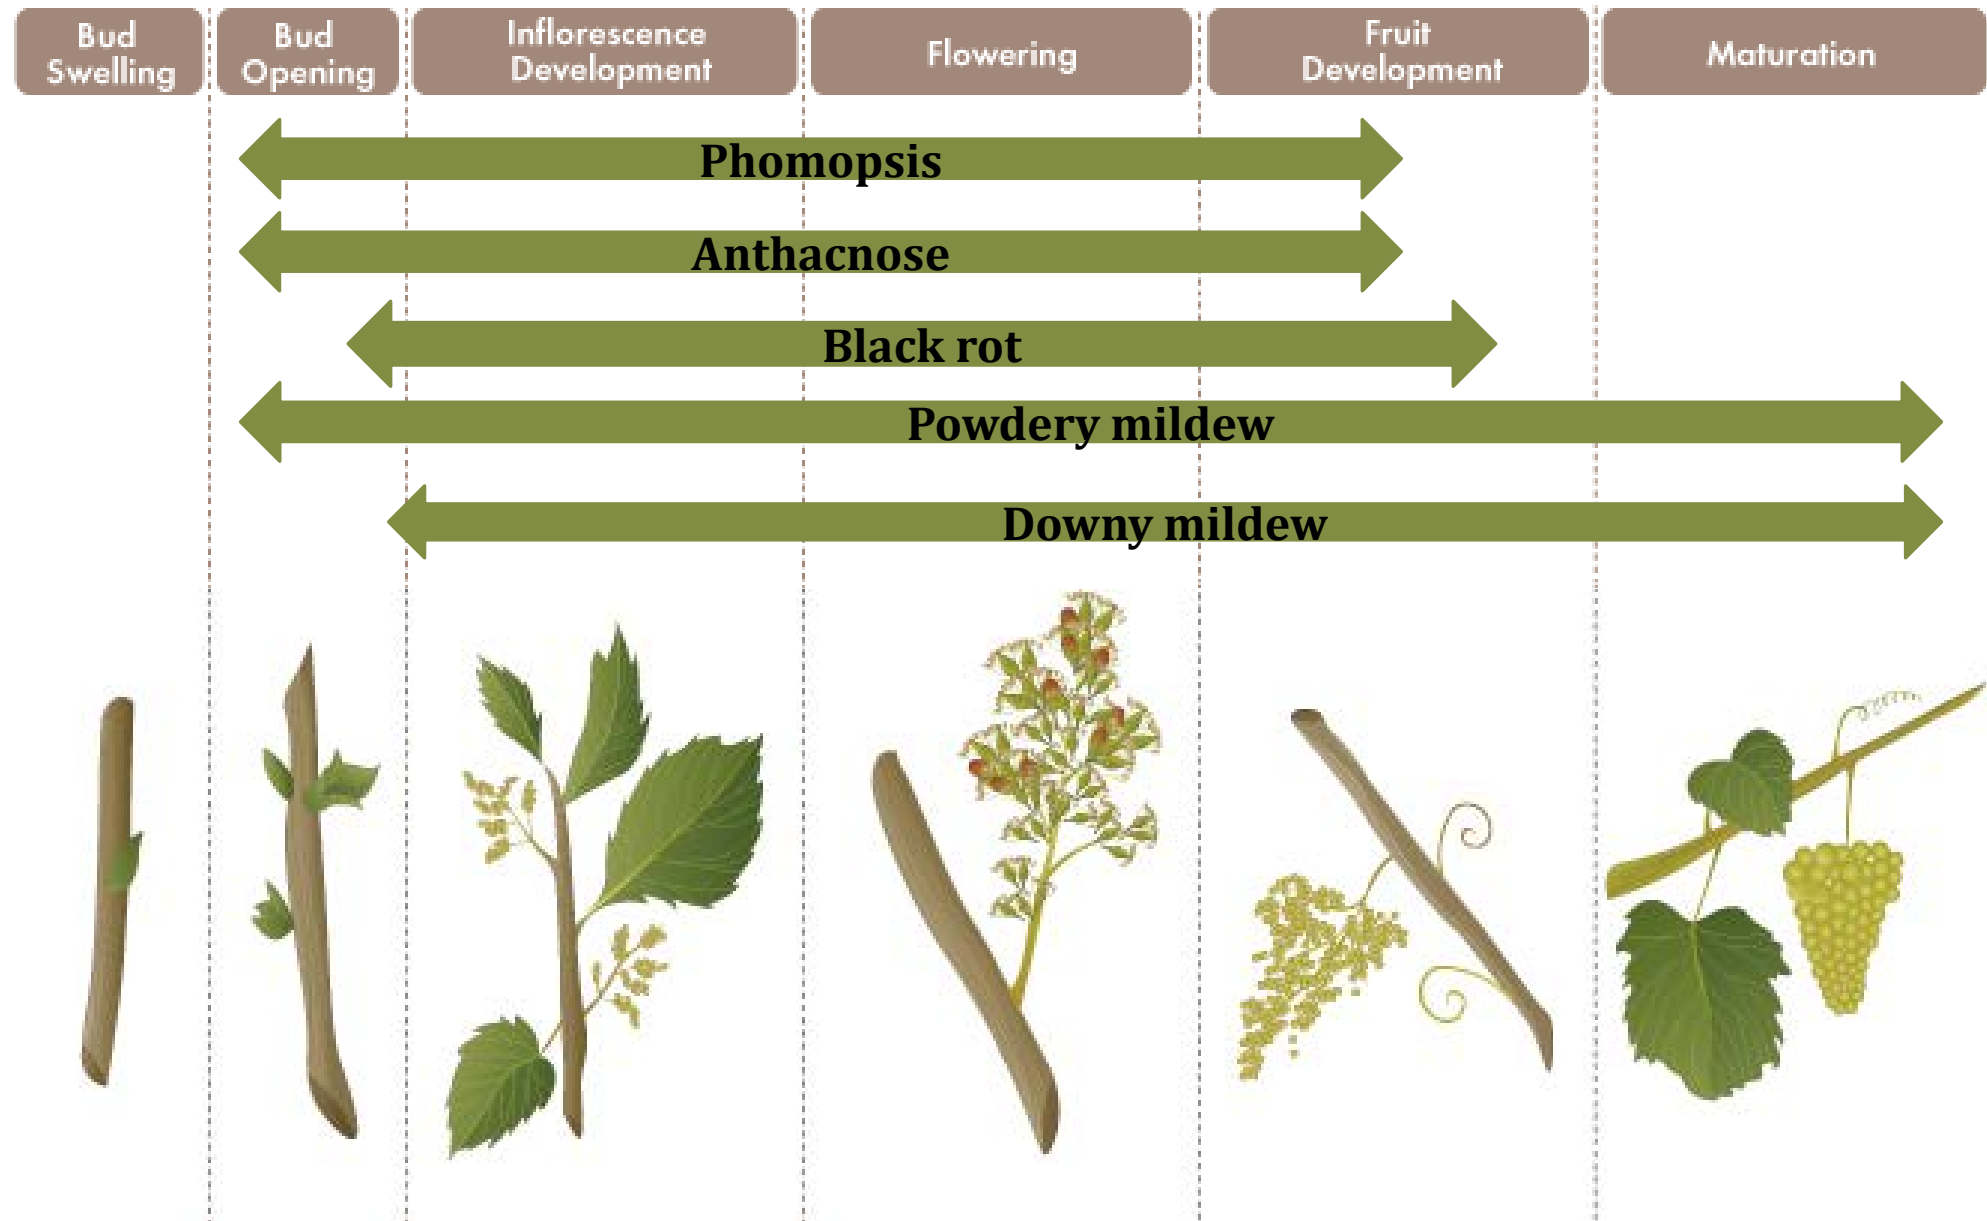 Bud
Swelling
Bud
Opening
Inflorescence
Development
Flowering
Fruit
Development
Maturation
Phomopsis
Anthacnose
Black rot
Powdery mildew
Downy mildew